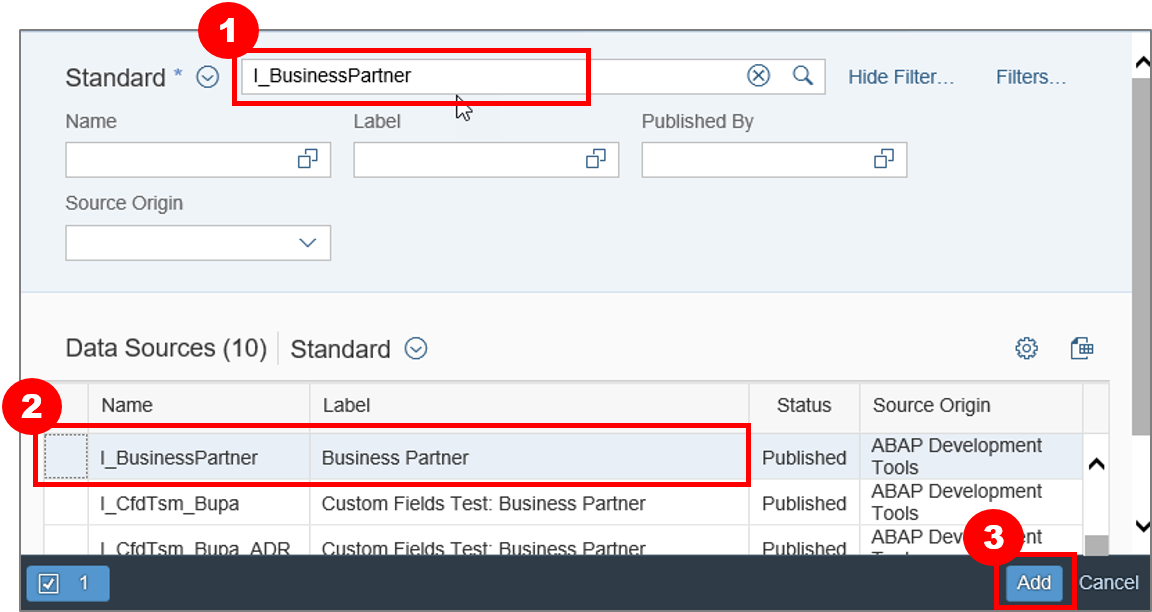 1
Standard * I_BusinessPartner Hide Filter... Filters...
Name Label Published By
Source Origin
Data Sources (10) Standard
2
Name Label Status Source Origin
I_BusinessPartner Business Partner Published ABAP Development Tools
I_CfdTsm_Bupa Custom Fields Test: Business Partner Published ABAP Development Tools
I_CfdTsm_Bupa_ADR Custom Fields Test: Business Partner Published ABAP
3
1 Add Cancel